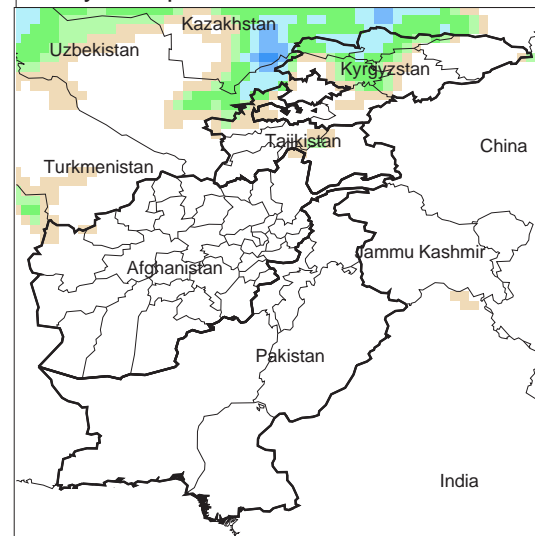 Kazakhstan
Uzbekistan
Kyrgyzstan
Tajikistan
China
Turkmenistan
Jammu Kashmir
Afghanistan
Pakistan
India